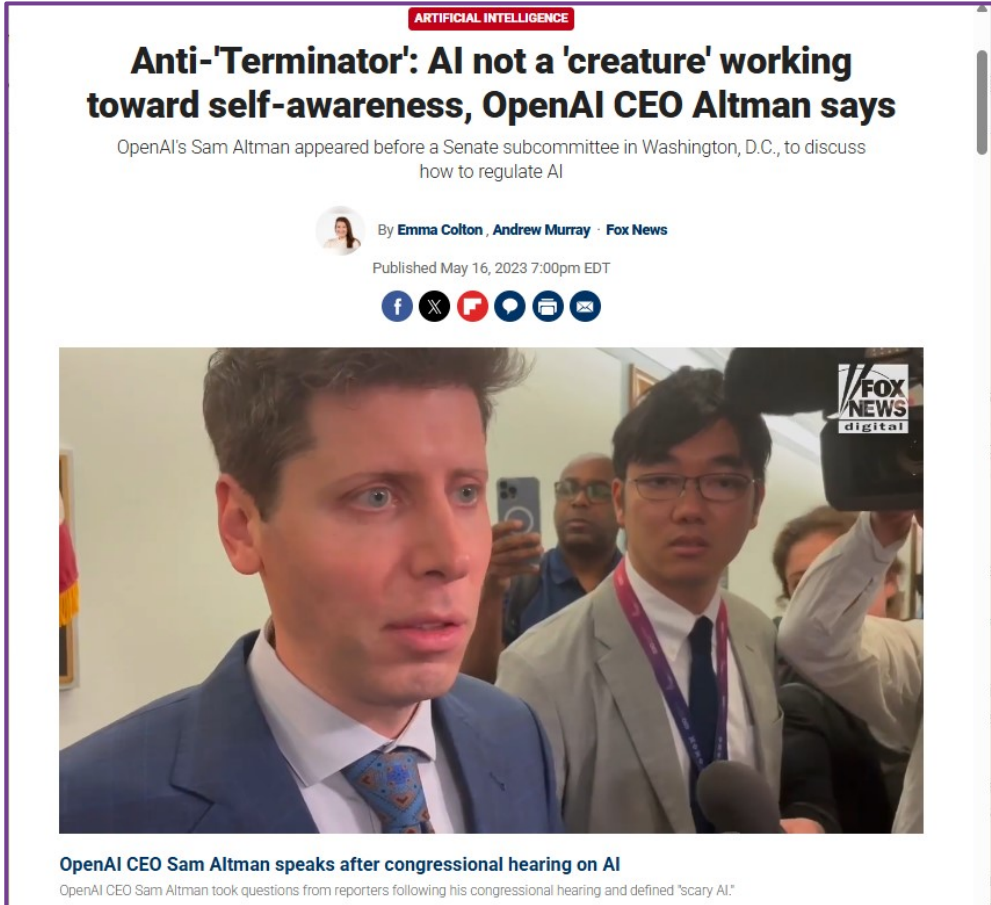 ARTIFICIAL INTELLIGENCE
Anti-'Terminator': AI not a 'creature' working
toward self-awareness, OpenAI CEO Altman says
OpenAI's Sam Altman appeared before a Senate subcommittee in Washington, D.C., to discuss
how to regulate AI
By Emma Colton , Andrew Murray · Fox News
Published May 16, 2023 7:00pm EDT
FOX
NEWS
digital
OpenAI CEO Sam Altman speaks after congressional hearing on AI
OpenAI CEO Sam Altman took questions from reporters following his congressional hearing and defined "scary AI."